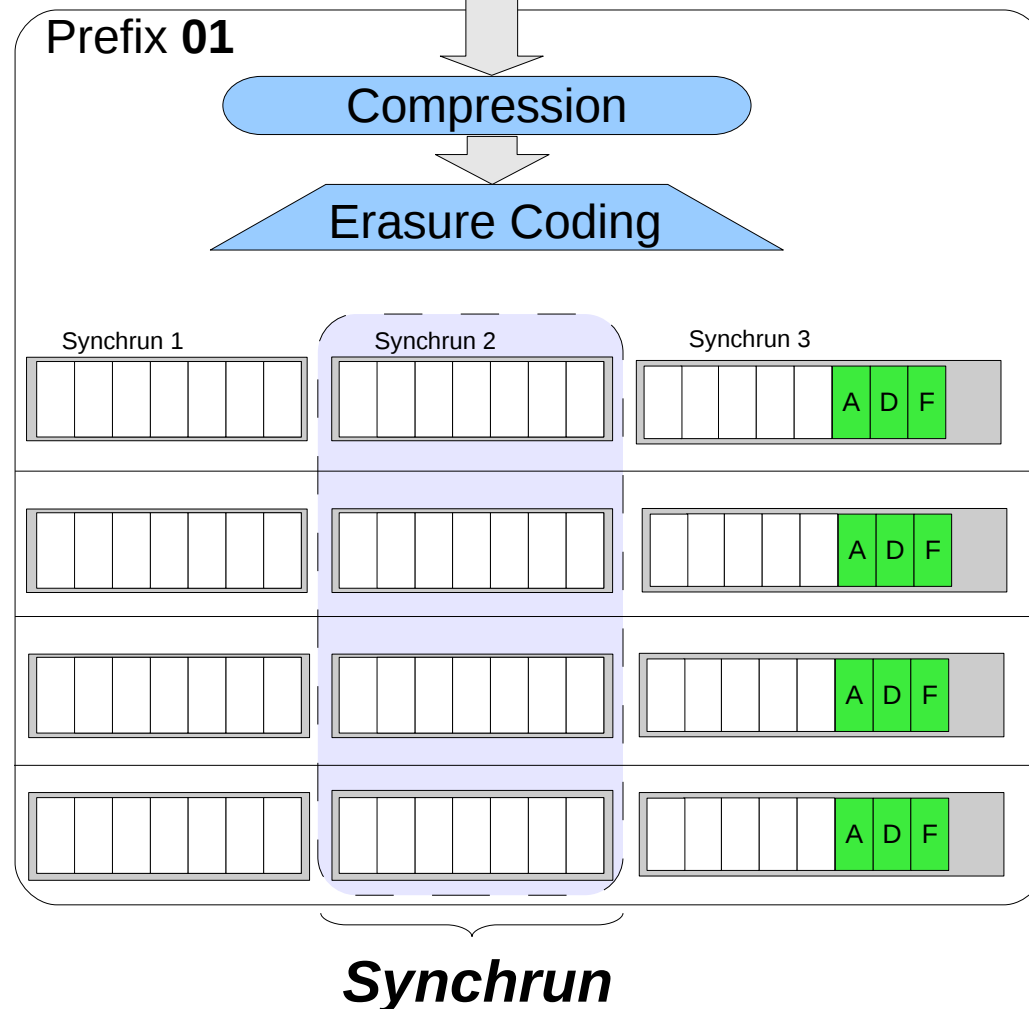 Prefix 01
Compression
Erasure Coding
Synchrun 1
Synchrun 2
Synchrun 3
A D F
A D F
A D F
A D F
Synchrun